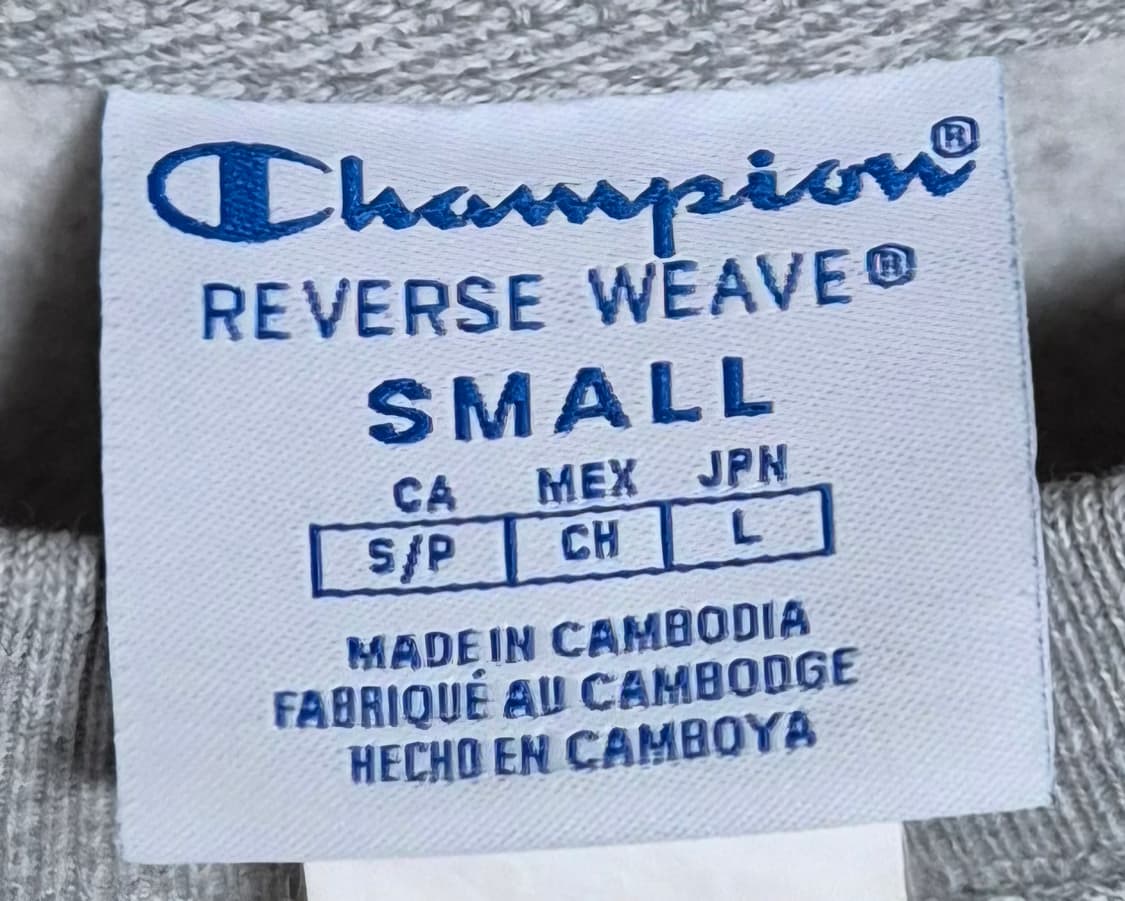 Champion®
REVERSE WEAVE®
SMALL
CA MEX JPN
S/P CH L
MADE IN CAMBODIA
FABRIQUÉ AU CAMBODGE
HECHO EN CAMBOYA